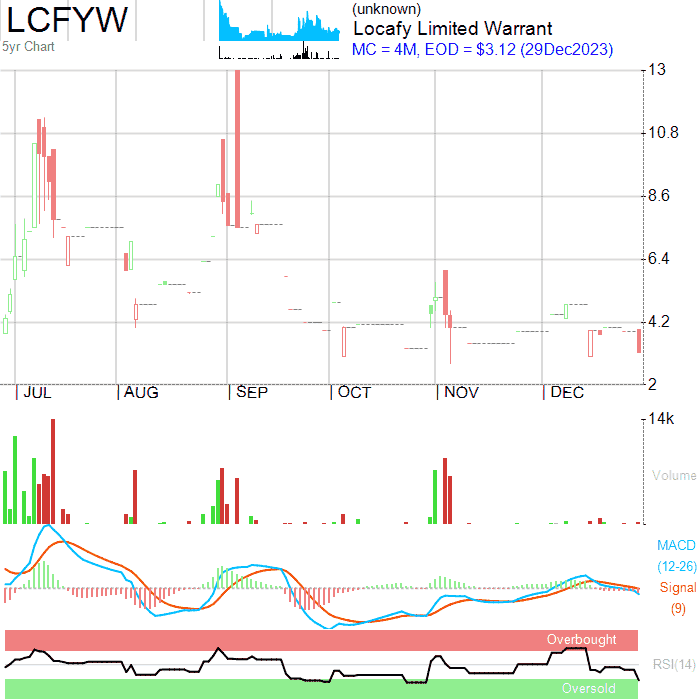 LCFYW
5yr Chart
(unknown)
Locafy Limited Warrant
MC = 4M, EOD = $3.12 (29Dec2023)
13
10.8
8.6
6.4
4.2
2
JUL AUG SEP OCT NOV DEC
14k
Volume
MACD
(12-26)
Signal
(9)
Overbought
RSI(14)
Oversold